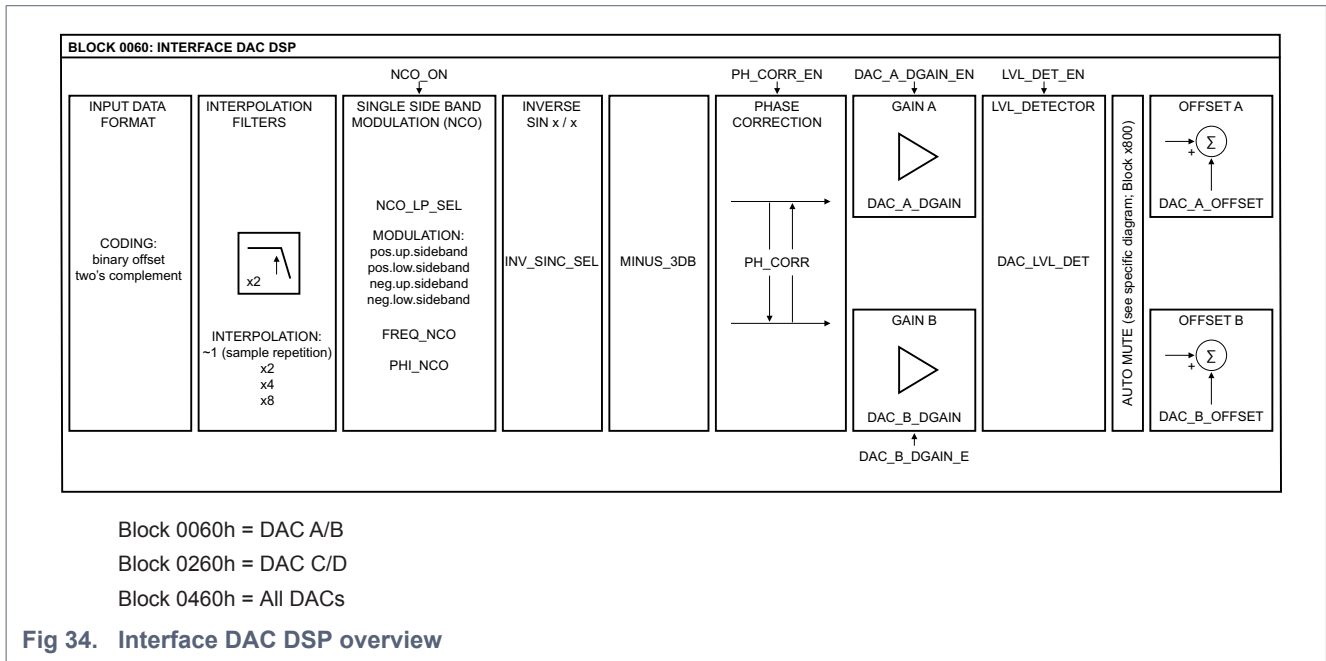 BLOCK 0060: INTERFACE DAC DSP
NCO_ON
PH_CORR_EN
DAC_A_DGAIN_EN
LVL_DET_EN
INPUT DATA
FORMAT
CODING:
binary offset
two's complement
INTERPOLATION
FILTERS
x2
INTERPOLATION:
~1 (sample repetition)
x2
x4
x8
SINGLE SIDE BAND
MODULATION (NCO)
NCO_LP_SEL
MODULATION:
pos.up.sideband
pos.low.sideband
neg.up.sideband
neg.low.sideband
FREQ_NCO
PHI_NCO
INVERSE
SIN x / x
INV_SINC_SEL
MINUS_3DB
PHASE
CORRECTION
PH_CORR
GAIN A
DAC_A_DGAIN
GAIN B
DAC_B_DGAIN
DAC_B_DGAIN_E
LVL_DETECTOR
DAC_LVL_DET
AUTO MUTE (see specific diagram; Block x800)
OFFSET A
Σ
+
DAC_A_OFFSET
OFFSET B
Σ
+
DAC_B_OFFSET
Block 0060h = DAC A/B
Block 0260h = DAC C/D
Block 0460h = All DACs
Fig 34. Interface DAC DSP overview